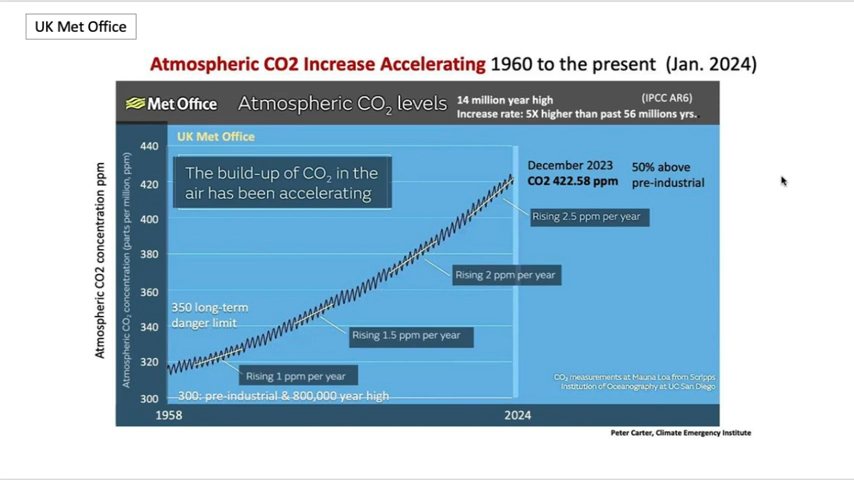 UK Met Office
Atmospheric CO2 Increase Accelerating 1960 to the present (Jan. 2024)
Met Office
Atmospheric CO2 levels
14 million year high
(IPCC AR6)
Increase rate: 5X higher than past 56 millions yrs.
UK Met Office
The build-up of CO2 in the
air has been accelerating
December 2023
CO2 422.58 ppm
50% above
pre-industrial
Rising 2.5 ppm per year
Rising 2 ppm per year
350 long-term
danger limit
Rising 1.5 ppm per year
Rising 1 ppm per year
300: pre-industrial & 800,000 year high
440
420
400
380
360
340
320
300
Atmospheric CO2 concentration ppm
Atmospheric CO2 concentration (parts per million, ppm)
CO2 measurements at Mauna Loa from Scripps
Institution of Oceanography at UC San Diego
1958
2024
Peter Carter, Climate Emergency Institute